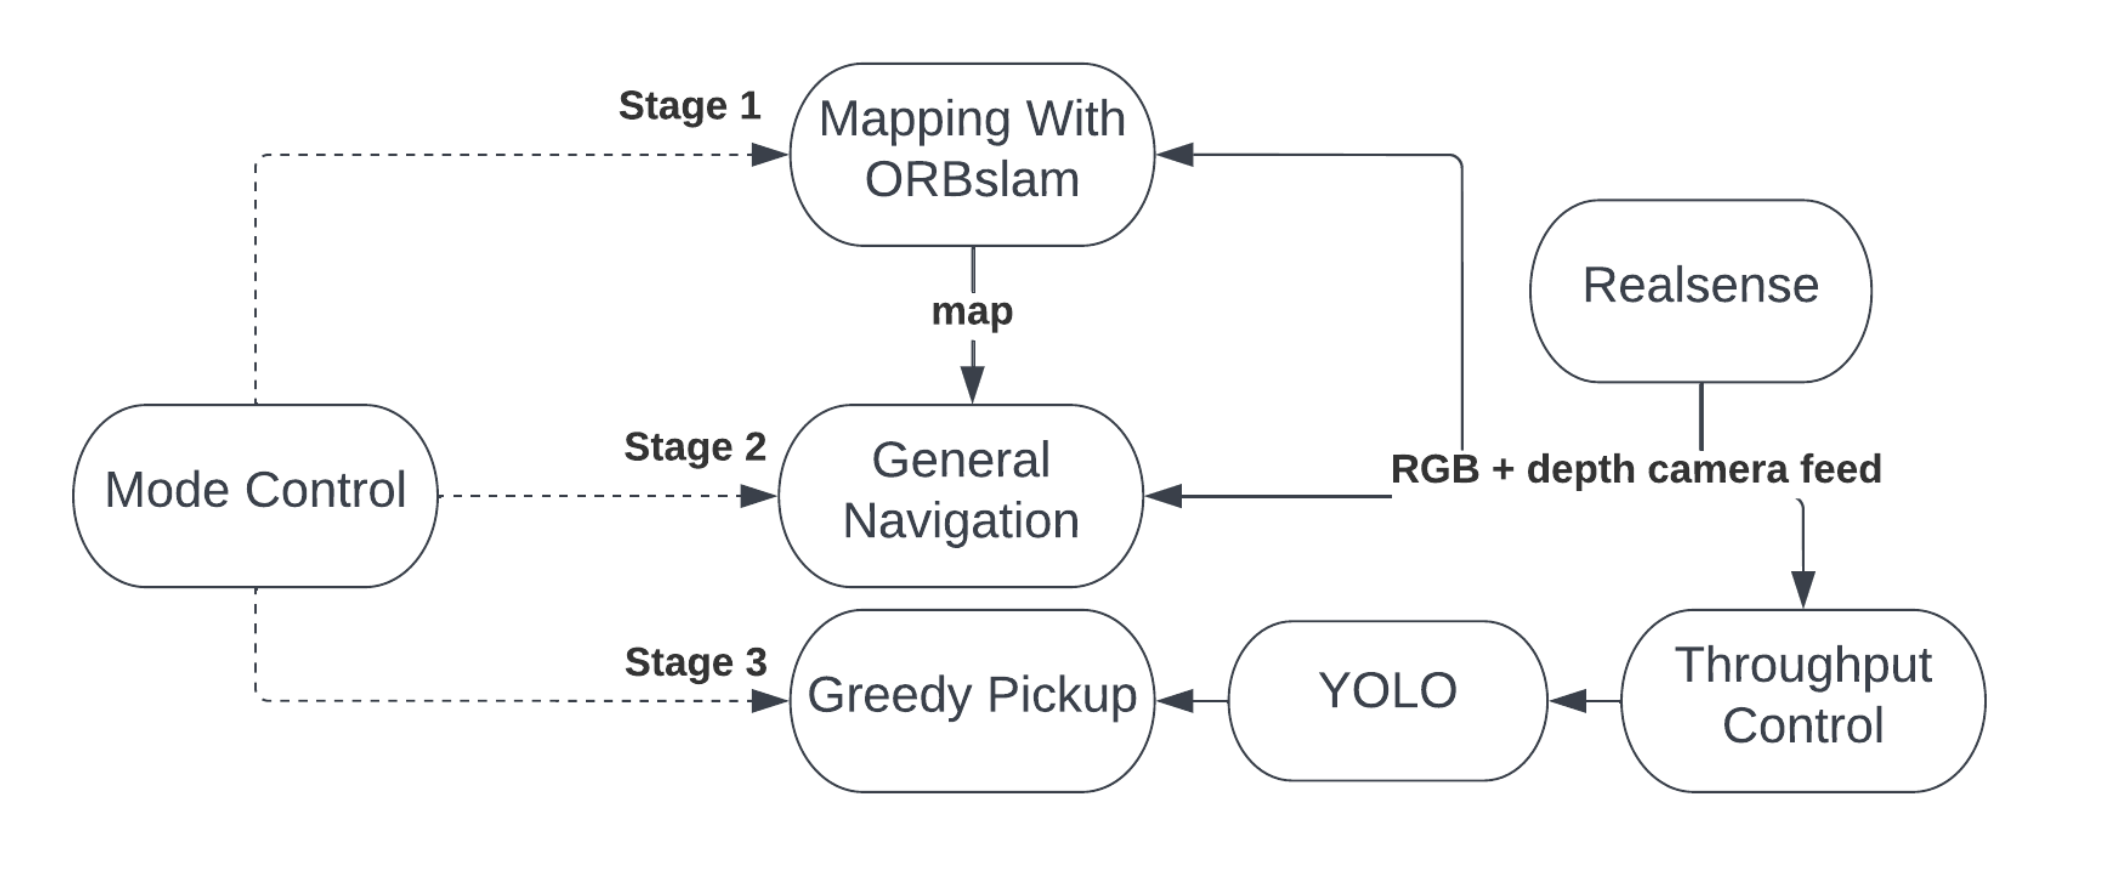 Stage 1
Mapping With
ORBslam
Realsense
map
Mode Control
Stage 2
General
Navigation
RGB + depth camera feed
Stage 3
Greedy Pickup
YOLO
Throughput
Control